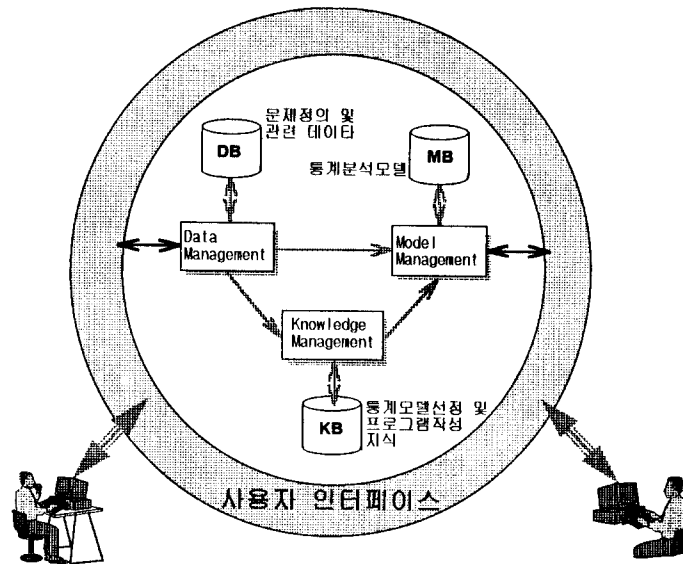 문제정의 및
관련 데이타
DB
MB
통계분석모델
Data
Management
Model
Management
Knowledge
Management
KB
통계모델선정 및
프로그램작성
지식
사용자 인터페이스